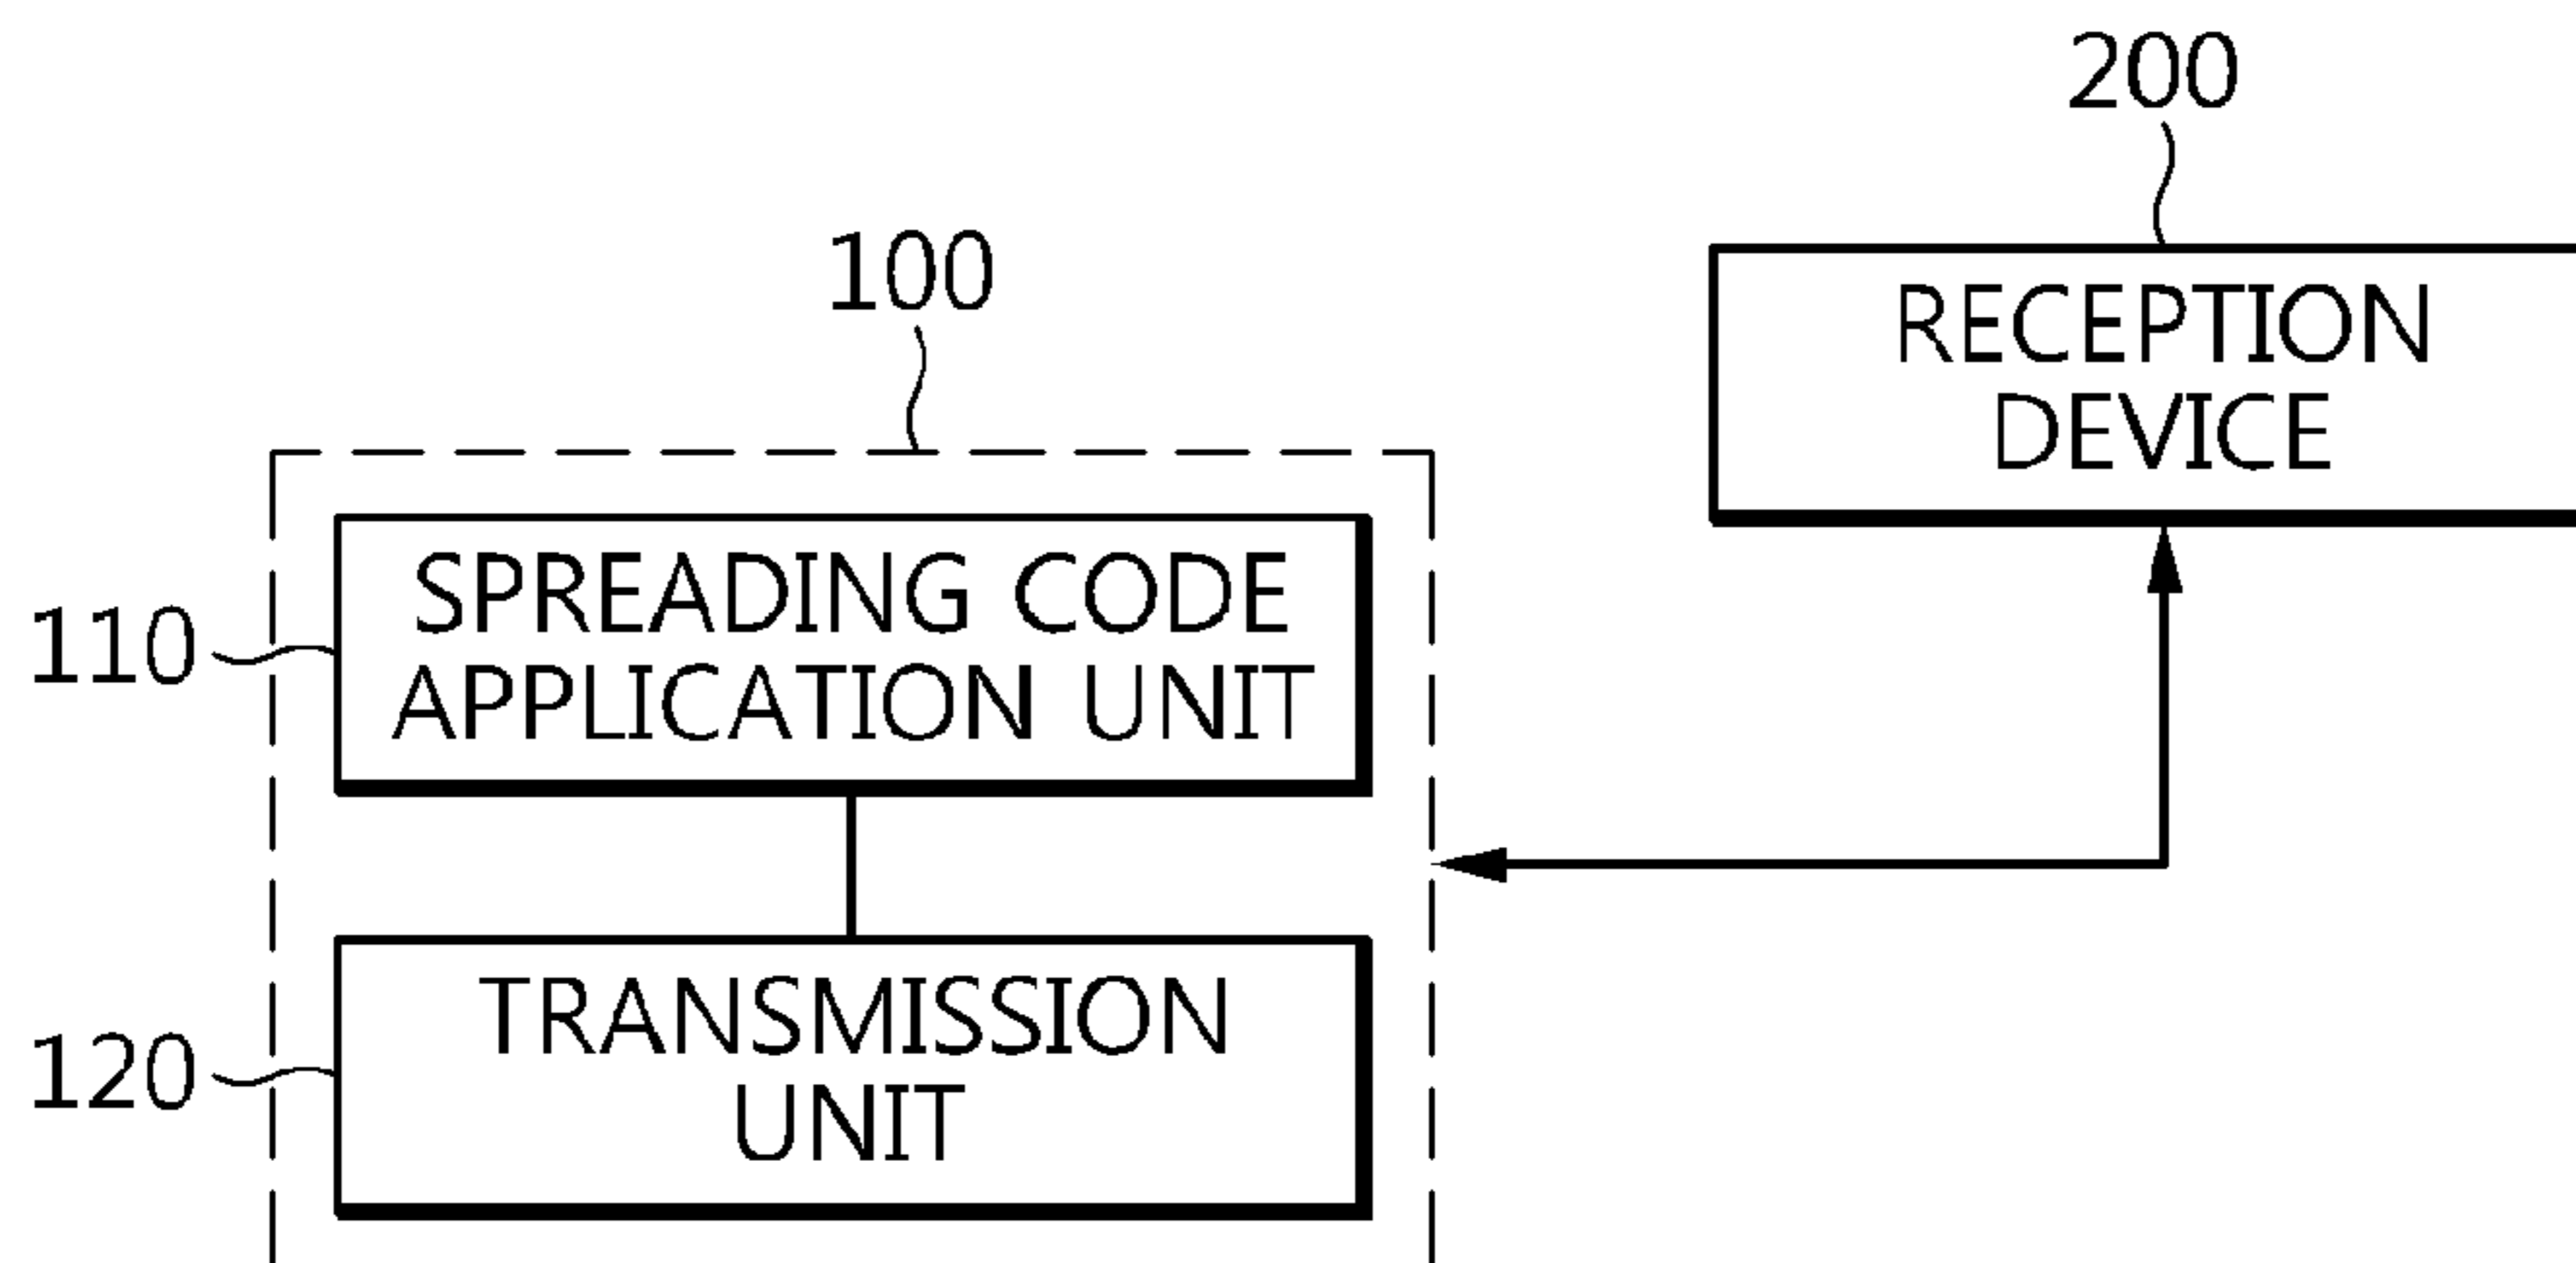 200
RECEPTION
DEVICE
100
110
SPREADING CODE
APPLICATION UNIT
120
TRANSMISSION
UNIT